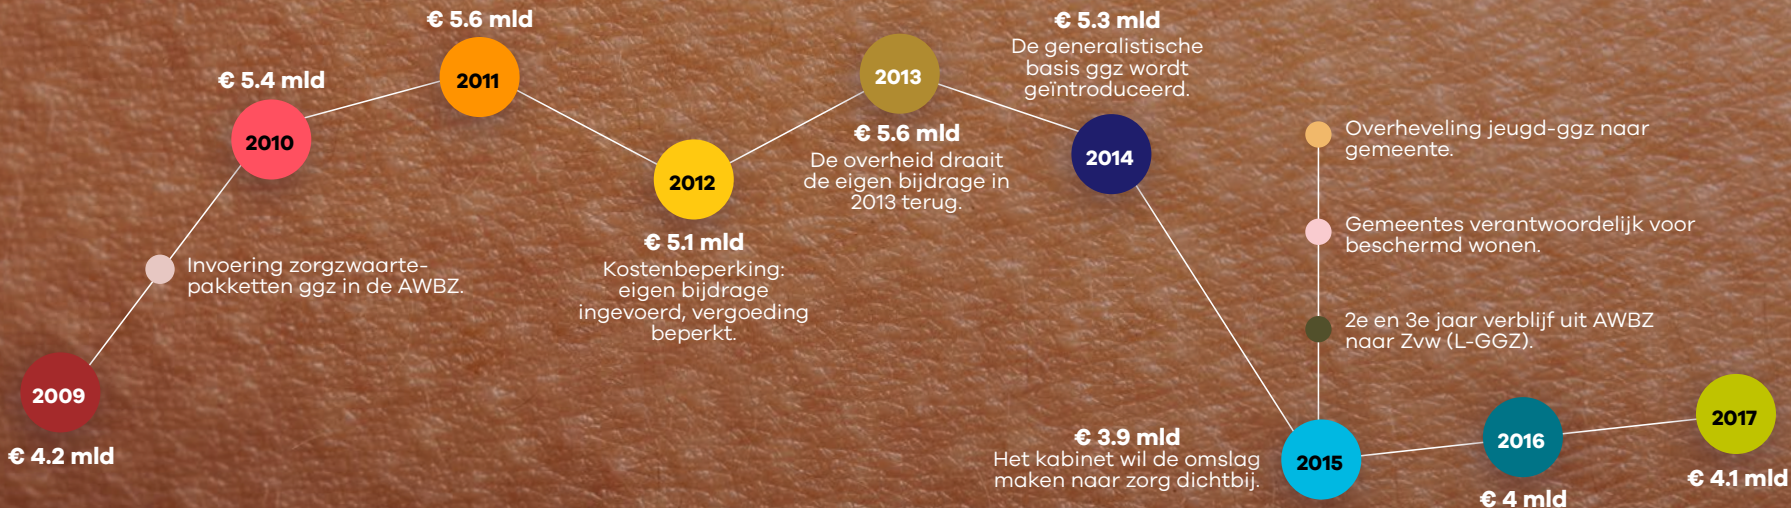 2009
€ 4.2 mld
Invoering zorgzwaarte-
pakketten ggz in de AWBZ.
€ 5.4 mld
2010
€ 5.6 mld
2011
2012
€ 5.1 mld
Kostenbeperking:
eigen bijdrage
ingevoerd, vergoeding
beperkt.
2013
€ 5.6 mld
De overheid draait
de eigen bijdrage in
2013 terug.
€ 5.3 mld
De generalistische
basis ggz wordt
geïntroduceerd.
2014
Overheveling jeugd-ggz naar
gemeente.
Gemeentes verantwoordelijk voor
beschermd wonen.
2e en 3e jaar verblijf uit AWBZ
naar Zvw (L-GGZ).
€ 3.9 mld
Het kabinet wil de omslag
maken naar zorg dichtbij.
2015
2016
€ 4 mld
2017
€ 4.1 mld